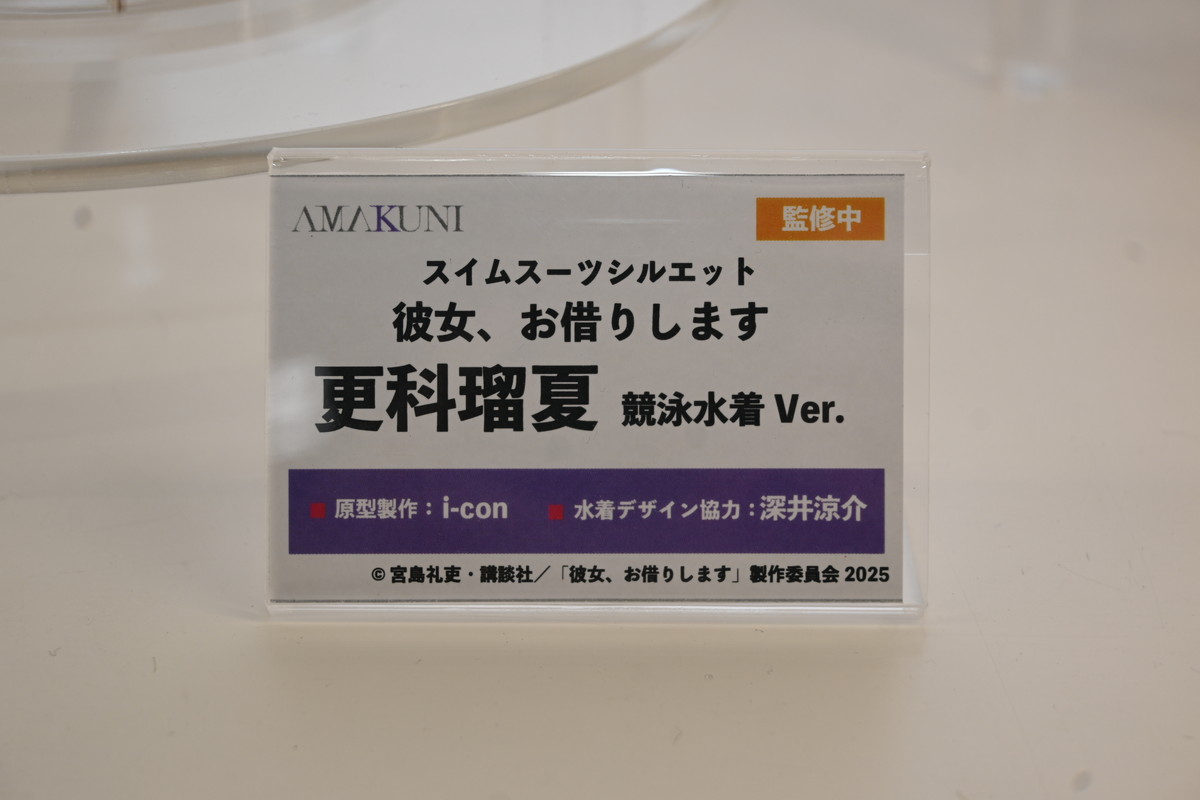 AMAKUNI
監修中
スイムスーツシルエット
彼女、お借りします
更科瑠夏 競泳水着 Ver.
■ 原型製作：i-con ■ 水着デザイン協力：深井涼介
© 宮島礼吏・講談社／「彼女、お借りします」製作委員会 2025